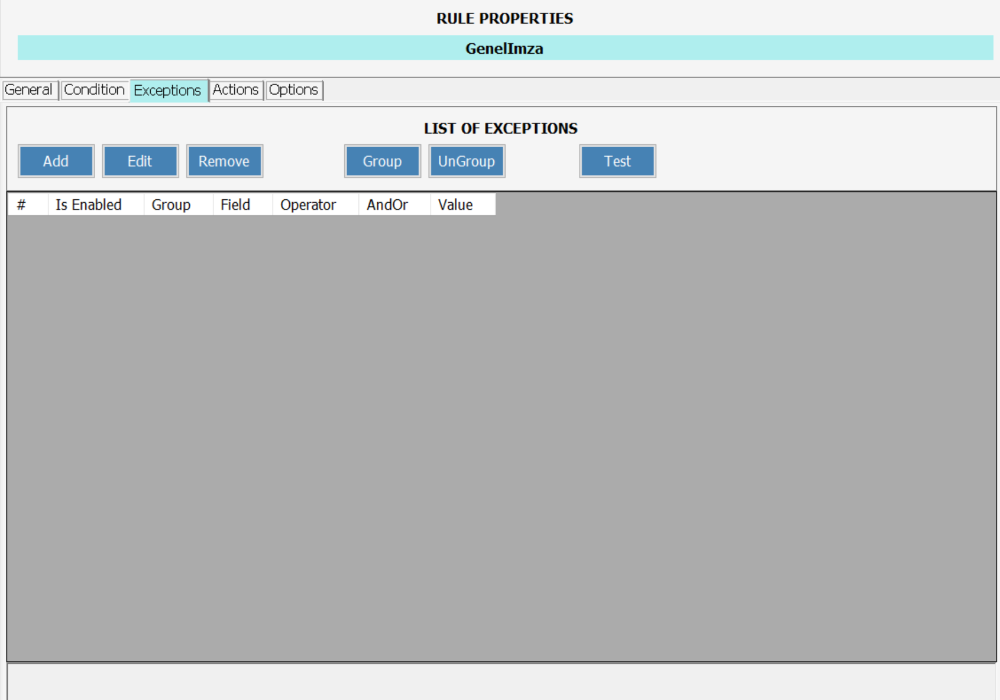 RULE PROPERTIES
GenelImza
General Condition Exceptions Actions Options
LIST OF EXCEPTIONS
Add Edit Remove Group UnGroup Test
# Is Enabled Group Field Operator AndOr Value